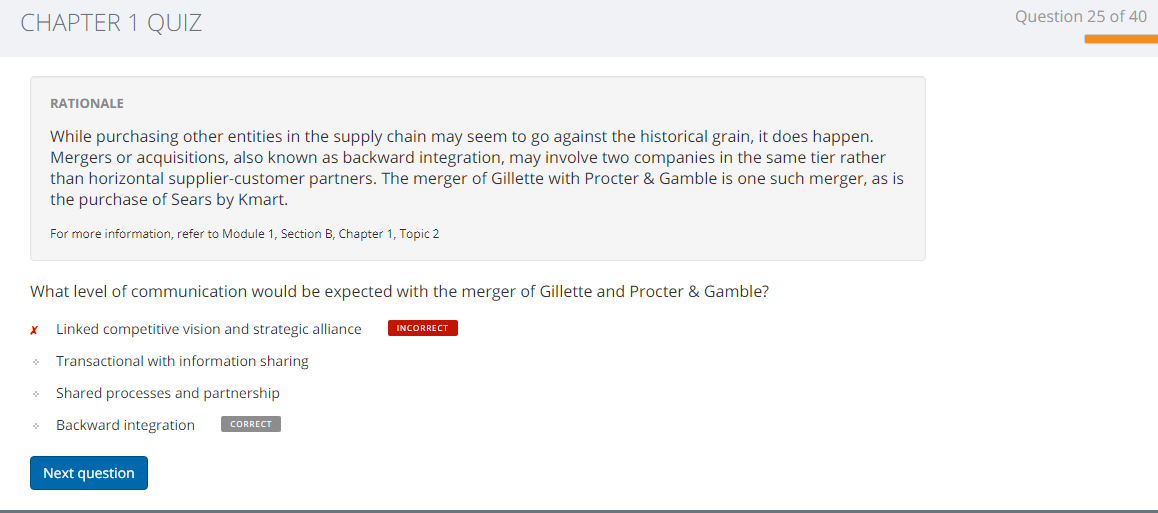 CHAPTER 1 QUIZ
Question 25 of 40
RATIONALE
While purchasing other entities in the supply chain may seem to go against the historical grain, it does happen.
Mergers or acquisitions, also known as backward integration, may involve two companies in the same tier rather
than horizontal supplier-customer partners. The merger of Gillette with Procter & Gamble is one such merger, as is
the purchase of Sears by Kmart.
For more information, refer to Module 1, Section B, Chapter 1, Topic 2
What level of communication would be expected with the merger of Gillette and Procter & Gamble?
✗ Linked competitive vision and strategic alliance INCORRECT
Transactional with information sharing
Shared processes and partnership
Backward integration CORRECT
Next question